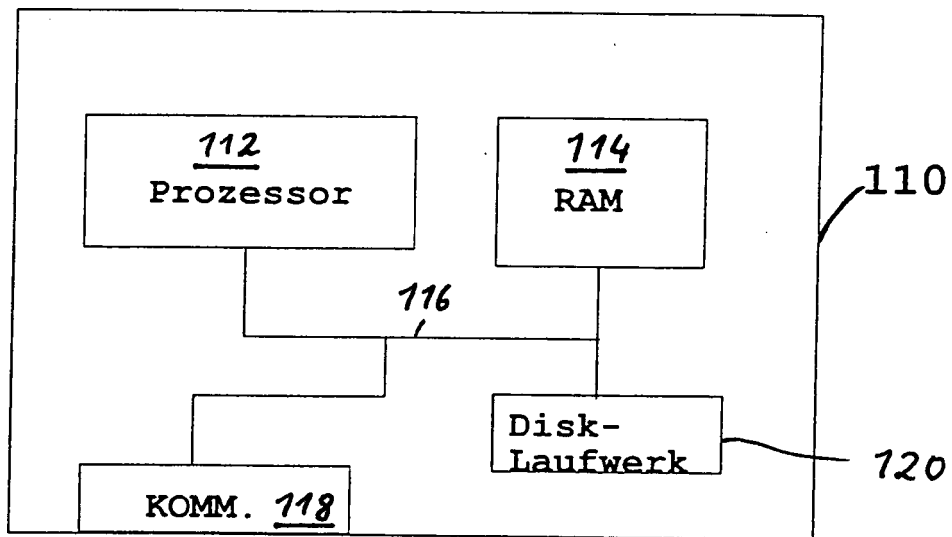 112
Prozessor
114
RAM
110
116
Disk-
Laufwerk
120
KOMM. 118